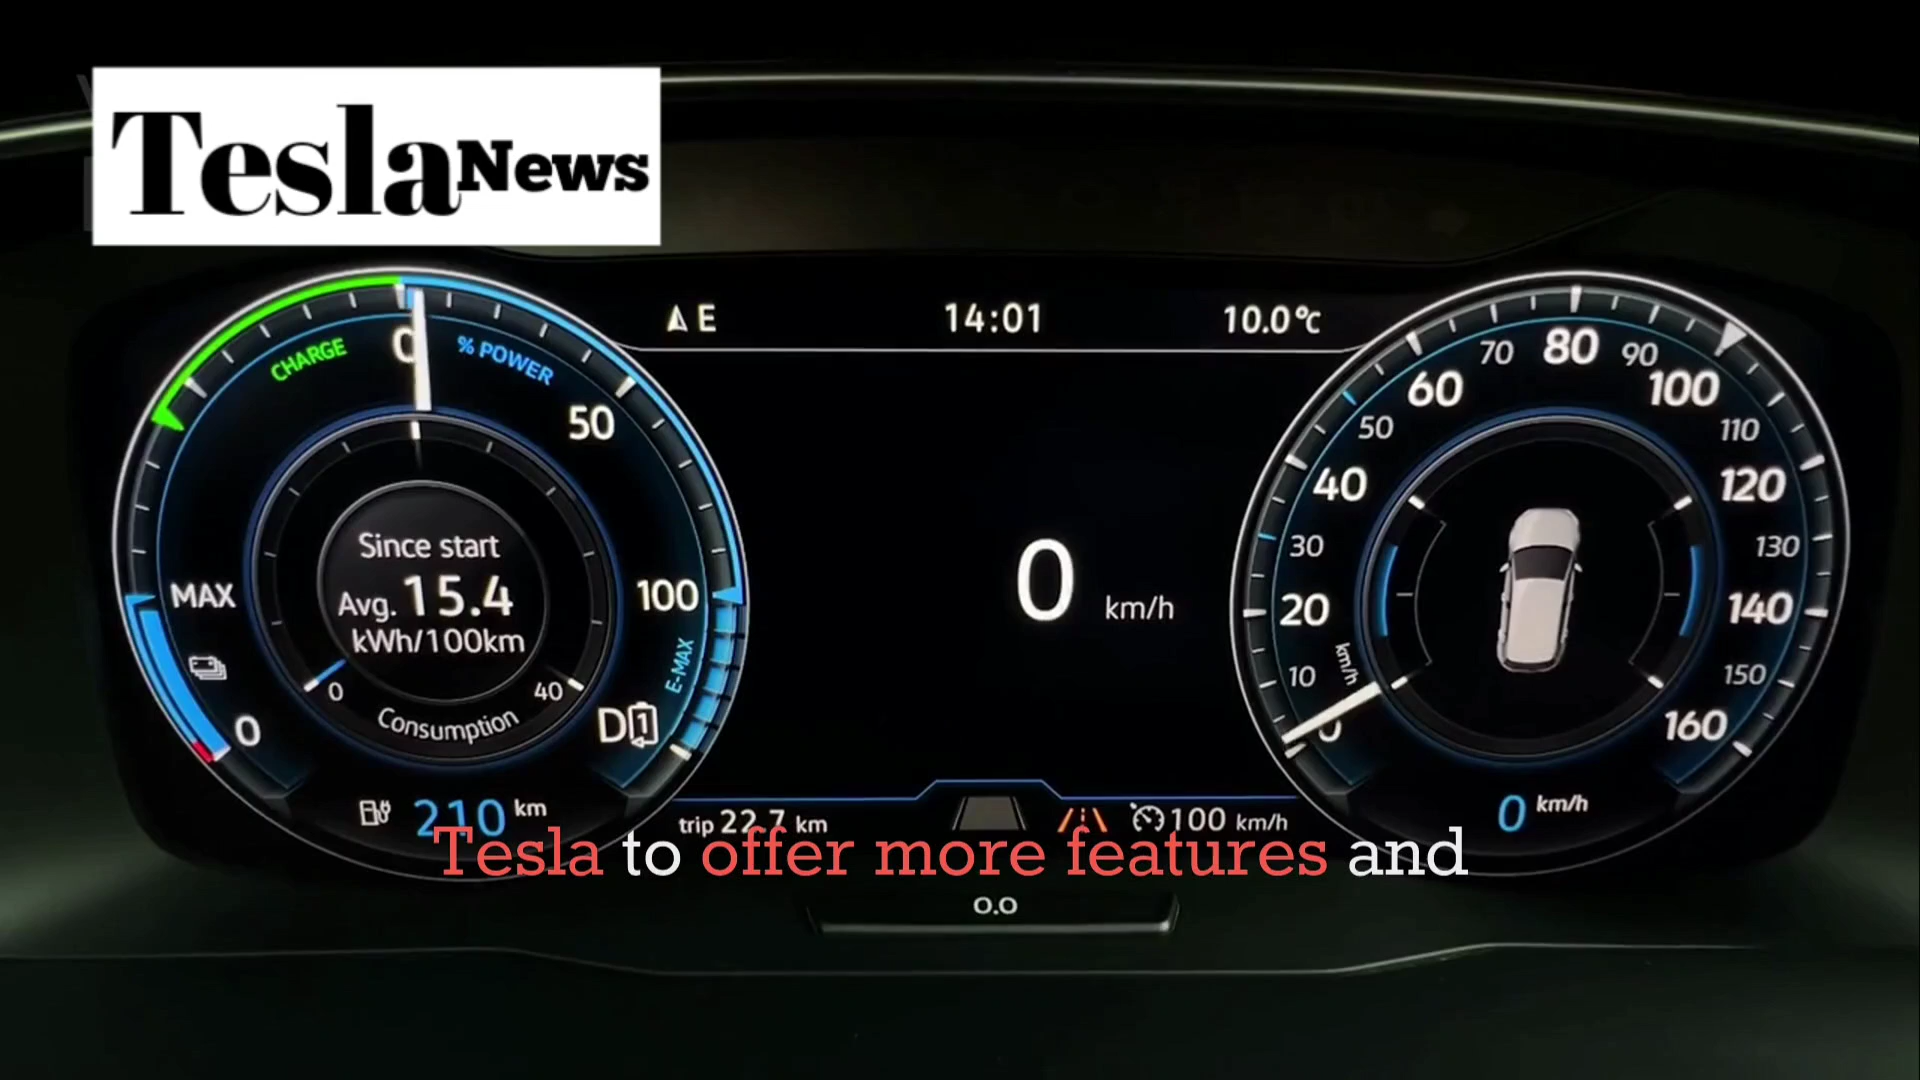 Tesla News
E
14:01
10.0°C
CHARGE
0
% POWER
50
100
E-MAX
MAX
0
Since start
Avg. 15.4
kWh/100km
0
40
Consumption
D 1
210 km
0 km/h
trip 22.7 km
100 km/h
0
10
20
30
40
50
60
70
80
90
100
110
120
130
140
150
160
km/h
0 km/h
Tesla to offer more features and
0.0